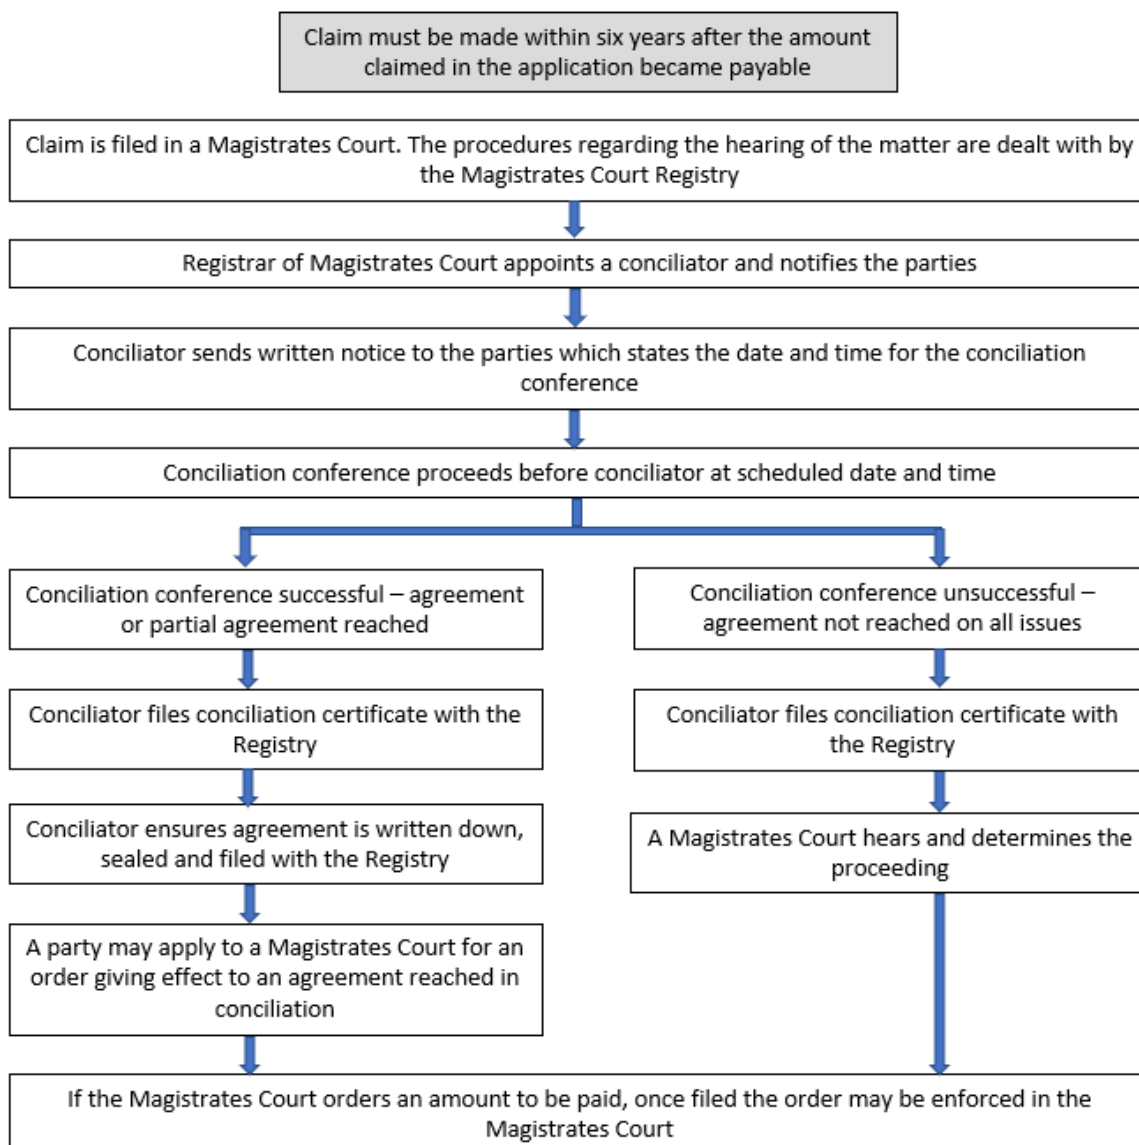 Claim must be made within six years after the amount
claimed in the application became payable
Claim is filed in a Magistrates Court. The procedures regarding the hearing of the matter are dealt with by
the Magistrates Court Registry
Registrar of Magistrates Court appoints a conciliator and notifies the parties
Conciliator sends written notice to the parties which states the date and time for the conciliation
conference
Conciliation conference proceeds before conciliator at scheduled date and time
Conciliation conference successful – agreement
or partial agreement reached
Conciliator files conciliation certificate with the
Registry
Conciliator ensures agreement is written down,
sealed and filed with the Registry
A party may apply to a Magistrates Court for an
order giving effect to an agreement reached in
conciliation
Conciliation conference unsuccessful –
agreement not reached on all issues
Conciliator files conciliation certificate with
the Registry
A Magistrates Court hears and determines the
proceeding
If the Magistrates Court orders an amount to be paid, once filed the order may be enforced in the
Magistrates Court